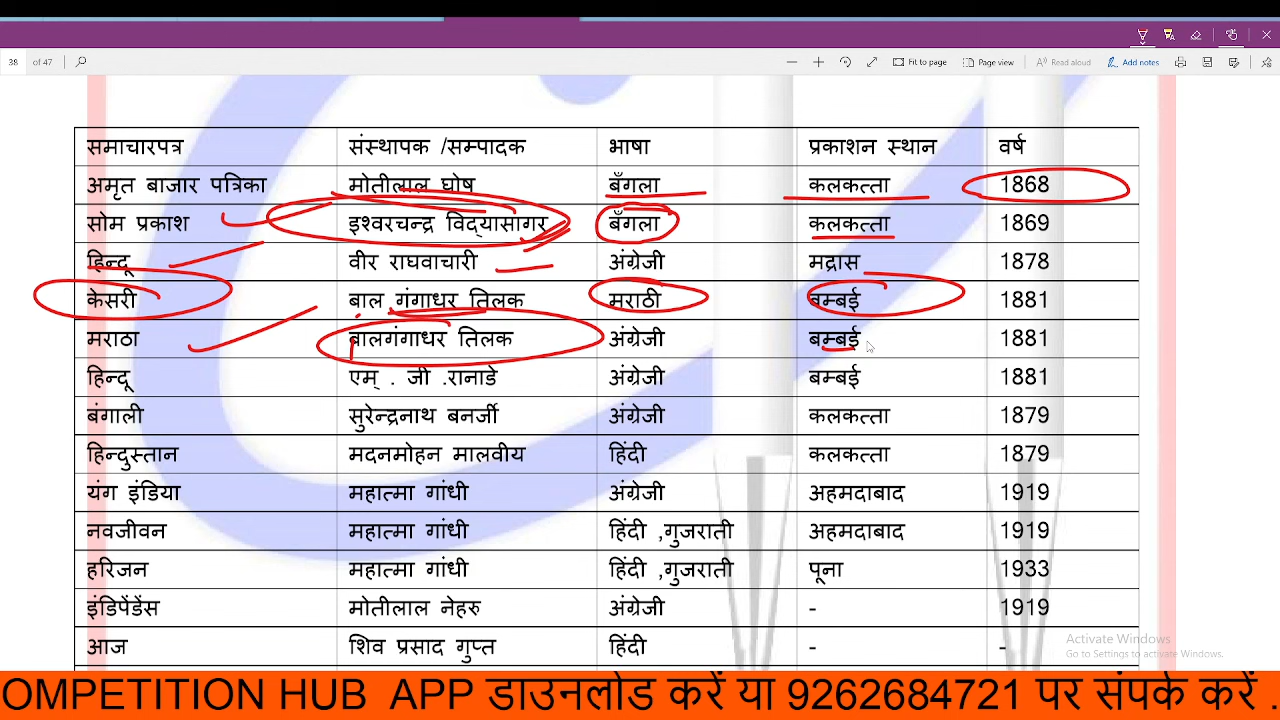 38 of 47 Fit to page Page view Read aloud Add notes
समाचारपत्र संस्थापक /सम्पादक भाषा प्रकाशन स्थान वर्ष
अमृत बाजार पत्रिका मोतीलाल घोष बँगला कलकत्ता 1868
सोम प्रकाश इश्वरचन्द्र विद्यासागर बँगला कलकत्ता 1869
हिन्दू वीर राघवाचारी अंग्रेजी मद्रास 1878
केसरी बाल गंगाधर तिलक मराठी बम्बई 1881
मराठा बालगंगाधर तिलक अंग्रेजी बम्बई 1881
हिन्दू एम् . जी .रानाडे अंग्रेजी बम्बई 1881
बंगाली सुरेन्द्रनाथ बनर्जी अंग्रेजी कलकत्ता 1879
हिन्दुस्तान मदनमोहन मालवीय हिंदी कलकत्ता 1879
यंग इंडिया महात्मा गांधी अंग्रेजी अहमदाबाद 1919
नवजीवन महात्मा गांधी हिंदी ,गुजराती अहमदाबाद 1919
हरिजन महात्मा गांधी हिंदी ,गुजराती पूना 1933
इंडिपेंडेंस मोतीलाल नेहरु अंग्रेजी - 1919
आज शिव प्रसाद गुप्त हिंदी - -
Activate Windows
Go to Settings to activate Windows.
OMPETITION HUB APP डाउनलोड करें या 9262684721 पर संपर्क करें .